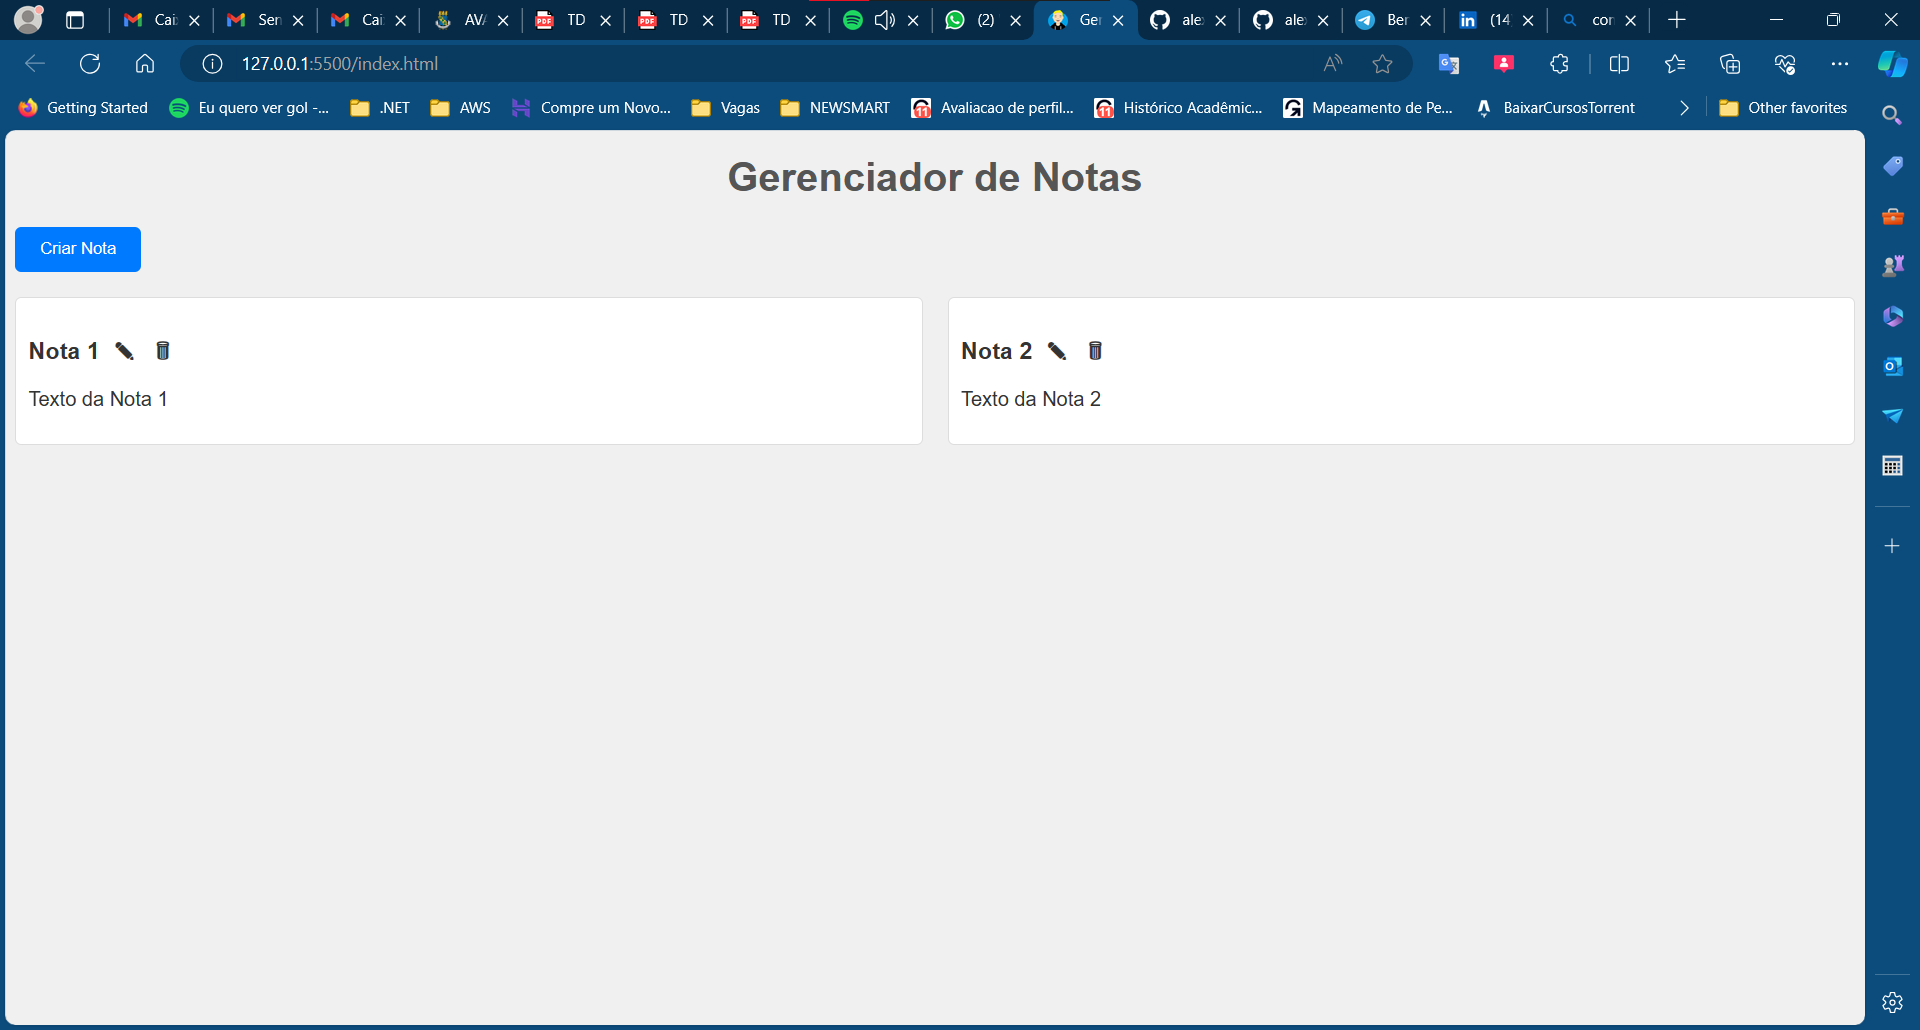 Cai Sen Cai AVA TD TD TD (2) Ger ale ale Ber (14 cor
127.0.0.1:5500/index.html
Getting Started Eu quero ver gol -... .NET AWS Compre um Novo... Vagas NEWSMART Avaliacao de perfil... Histórico Acadêmic... Mapeamento de Pe... BaixarCursosTorrent Other favorites
Gerenciador de Notas
Criar Nota
Nota 1
Texto da Nota 1
Nota 2
Texto da Nota 2